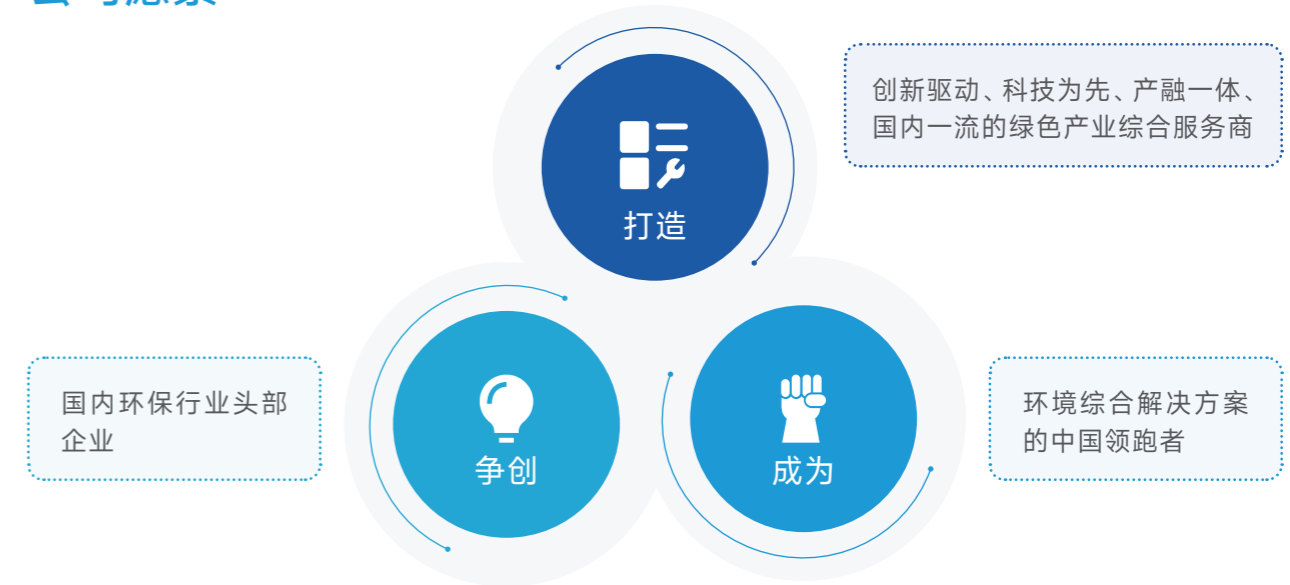 创新驱动、科技为先、产融一体、
国内一流的绿色产业综合服务商
打造
国内环保行业头部
企业
争创
成为
环境综合解决方案
的中国领跑者